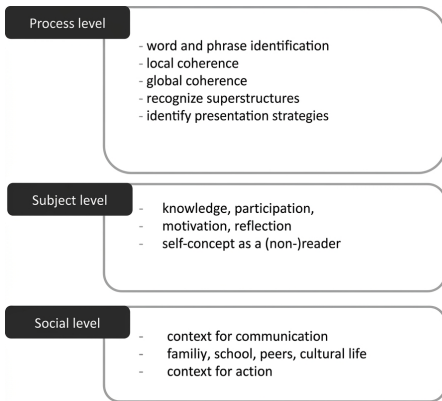 Process level
- word and phrase identification
- local coherence
- global coherence
- recognize superstructures
- identify presentation strategies
Subject level
- knowledge, participation,
- motivation, reflection
- self-concept as a (non-)reader
Social level
- context for communication
- familiy, school, peers, cultural life
- context for action